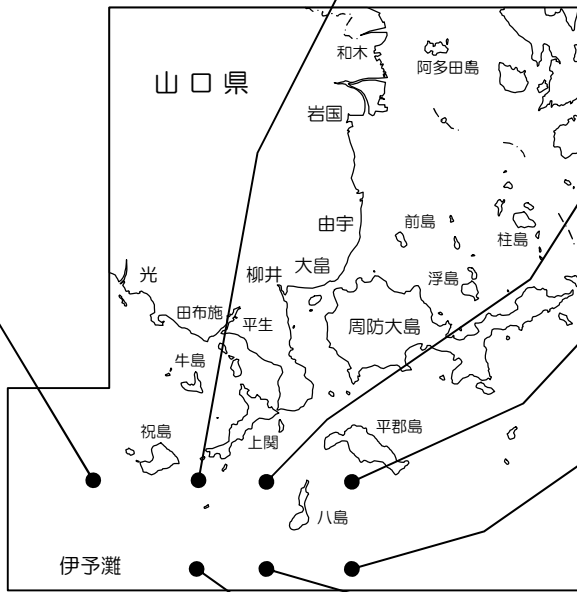 和木
阿多田島
山口県
岩国
由宇
前島
柱島
大畠
光
柳井
浮島
田布施
平生
周防大島
牛島
祝島
上関
平郡島
八島
伊予灘